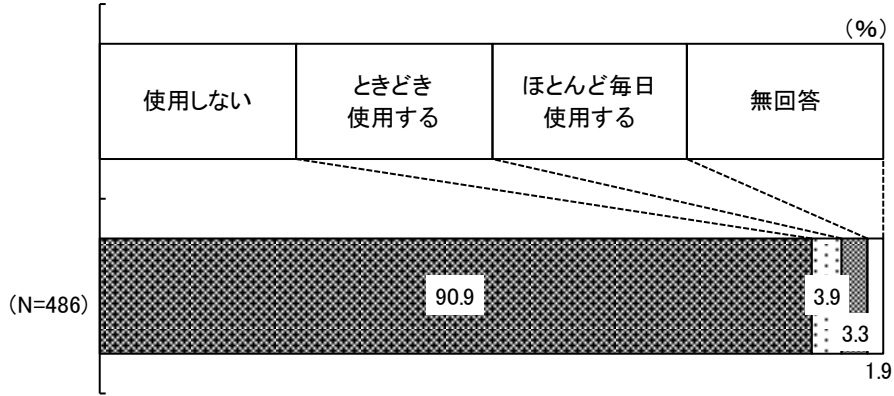 (%)
使用しない
ときどき
使用する
ほとんど毎日
使用する
無回答
(N=486)
90.9
3.9
3.3
1.9